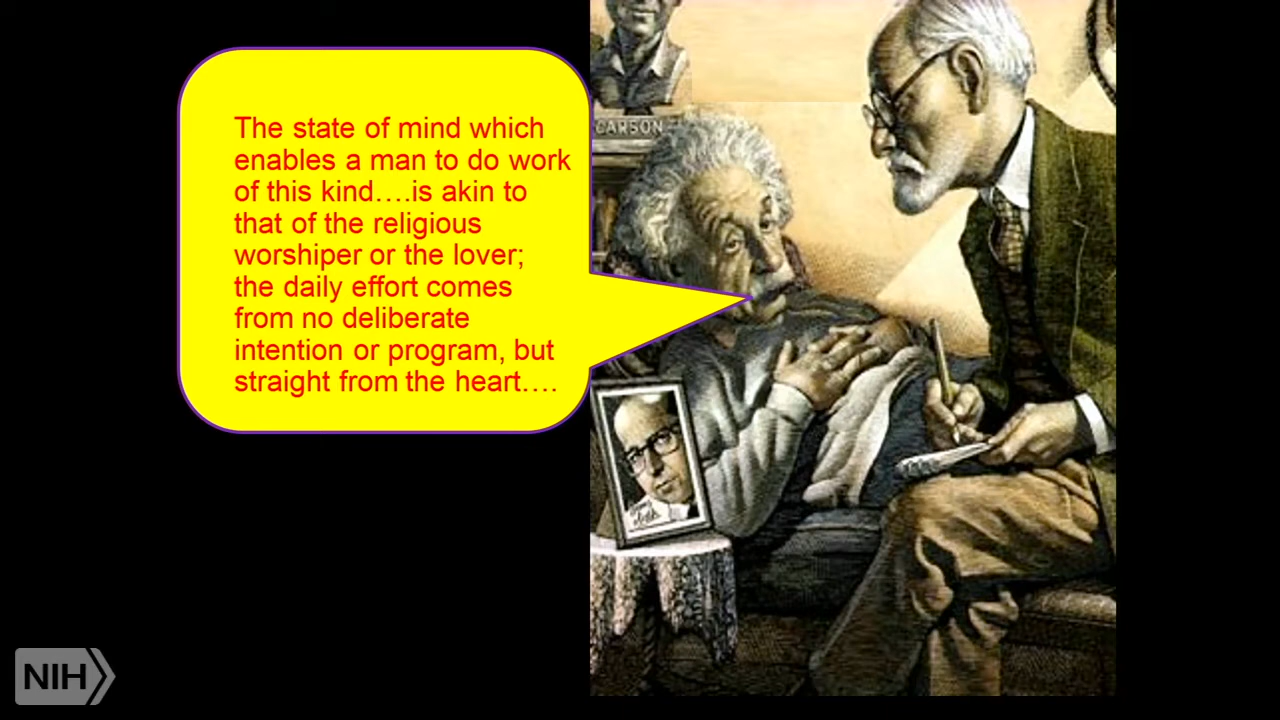 The state of mind which
enables a man to do work
of this kind….is akin to
that of the religious
worshiper or the lover;
the daily effort comes
from no deliberate
intention or program, but
straight from the heart….
CARSON
NIH